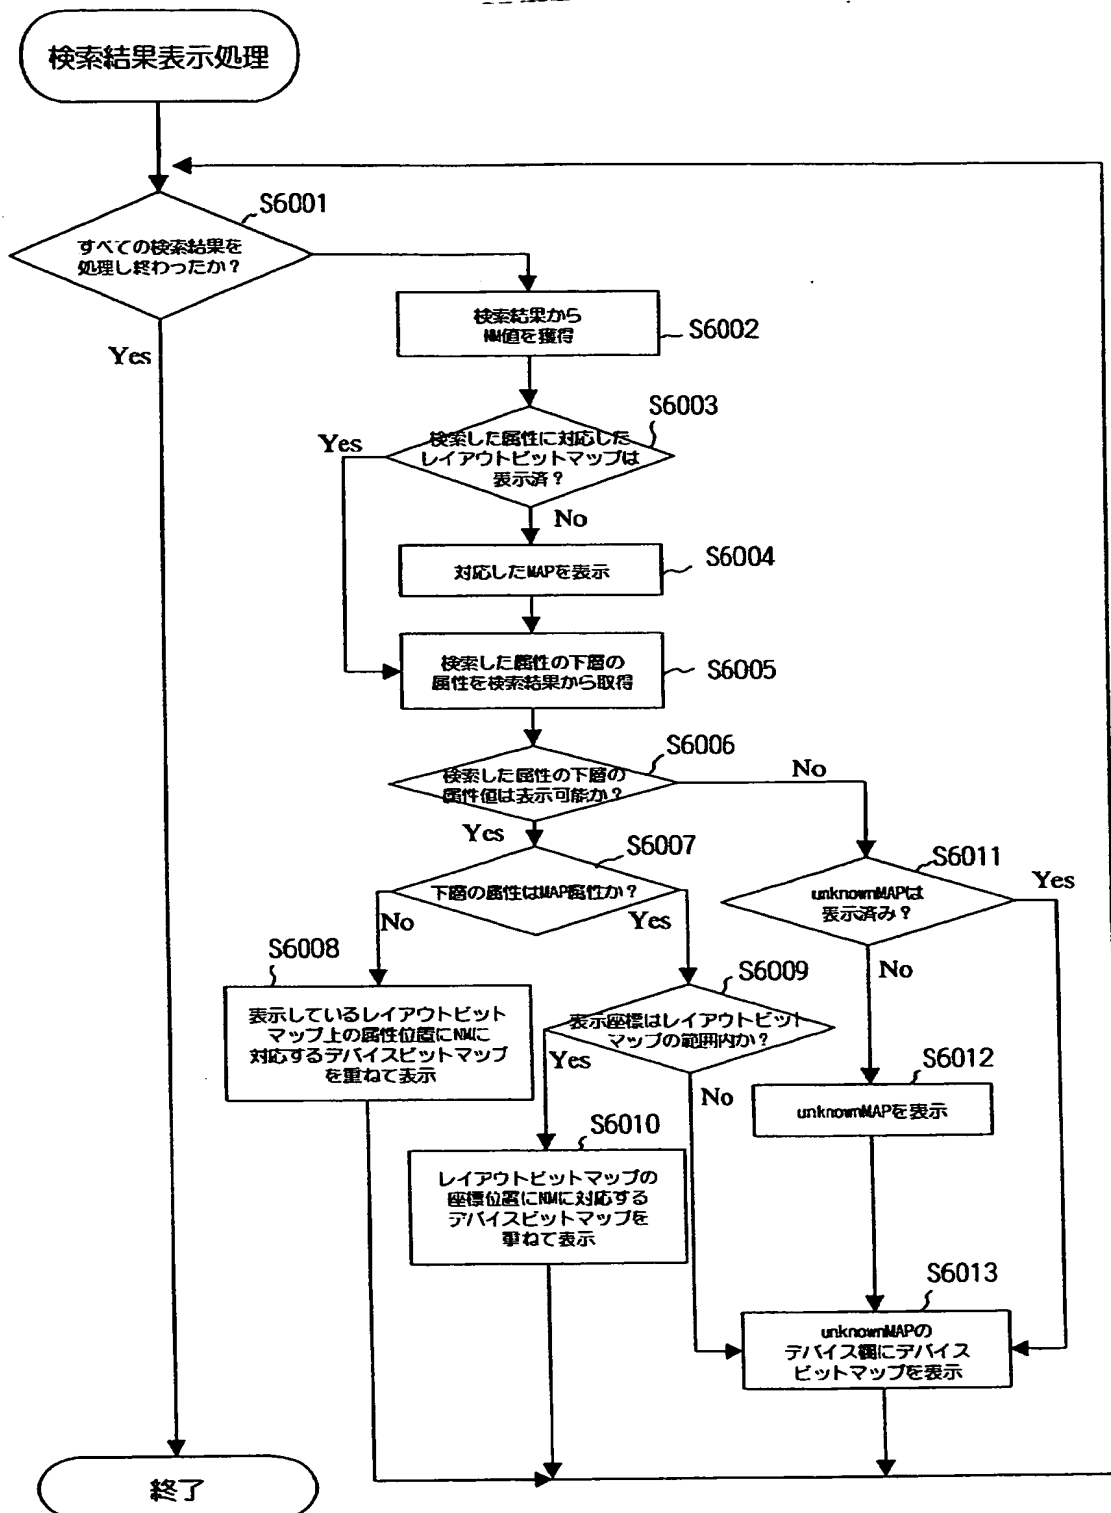 検索結果表示処理
S6001
すべての検索結果を
処理し終わったか？
Yes
検索結果から
NM値を獲得
S6002
S6003
Yes
検索した属性に対応した
レイアウトビットマップは
表示済？
No
対応したMAPを表示
S6004
検索した属性の下層の
属性を検索結果から取得
S6005
S6006
検索した属性の下層の
属性値は表示可能か？
No
Yes
S6007
下層の属性はMAP属性か？
No
Yes
S6011
unknownMAPは
表示済み？
Yes
No
S6008
表示しているレイアウトビット
マップ上の属性位置にNMに
対応するデバイスビットマップ
を重ねて表示
S6009
表示座標はレイアウトビット
マップの範囲内か？
Yes
No
S6012
unknownMAPを表示
S6010
レイアウトビットマップの
座標位置にNMに対応する
デバイスビットマップを
重ねて表示
S6013
unknownMAPの
デバイス欄にデバイス
ビットマップを表示
終了